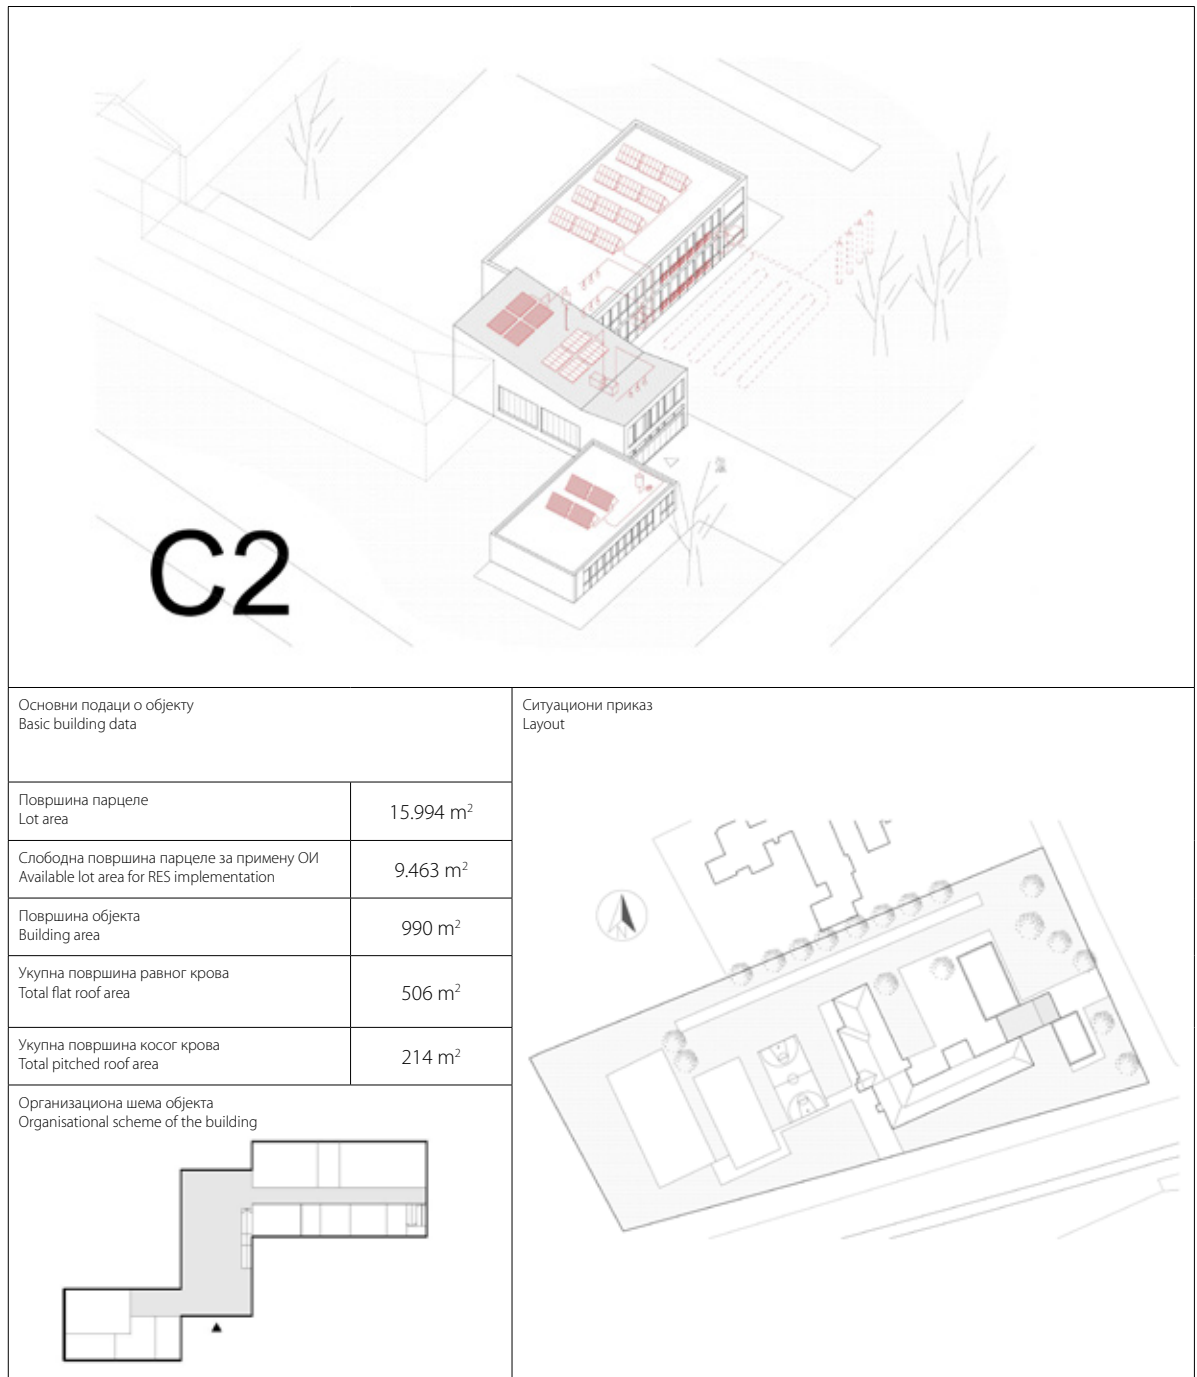 C2
Основни подаци о објекту
Basic building data
Површина парцеле
Lot area
15.994 m²
Слободна површина парцеле за примену ОИ
Available lot area for RES implementation
9.463 m²
Површина објекта
Building area
990 m²
Укупна површина равног крова
Total flat roof area
506 m²
Укупна површина косог крова
Total pitched roof area
214 m²
Организациона шема објекта
Organisational scheme of the building
Ситуациони приказ
Layout